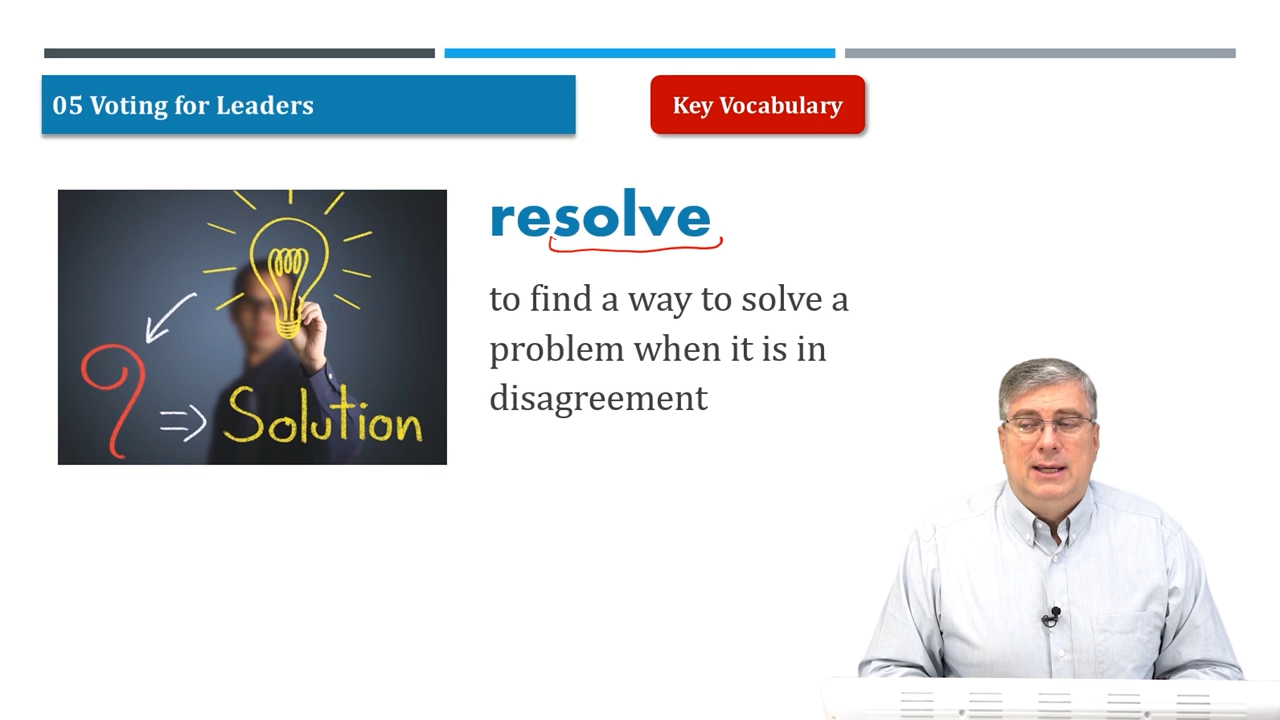 05 Voting for Leaders
Key Vocabulary
resolve
to find a way to solve a
problem when it is in
disagreement
? => Solution